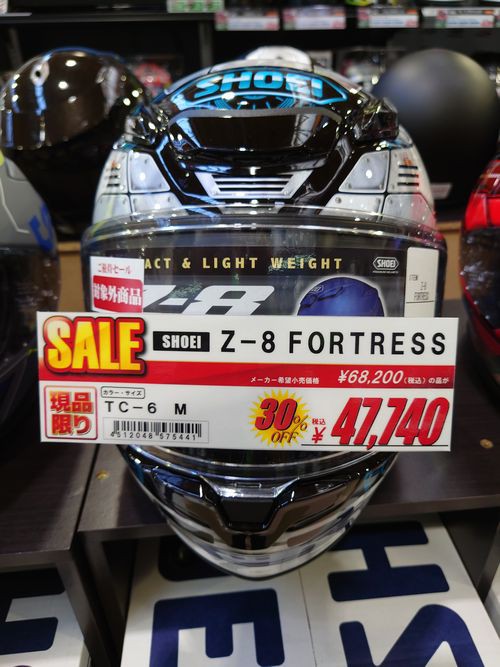 SHOEI
ACT & LIGHT WEIGHT
SHOEI
Z-8
ご優待セール
対象外商品
ITEM
Z-8
FORTRESS
SALE
SHOEI Z-8 FORTRESS
メーカー希望小売価格 ¥68,200(税込)の品が
現品
限り
カラー・サイズ
TC-6 M
4512048575441
30%
OFF
税込
¥47,740